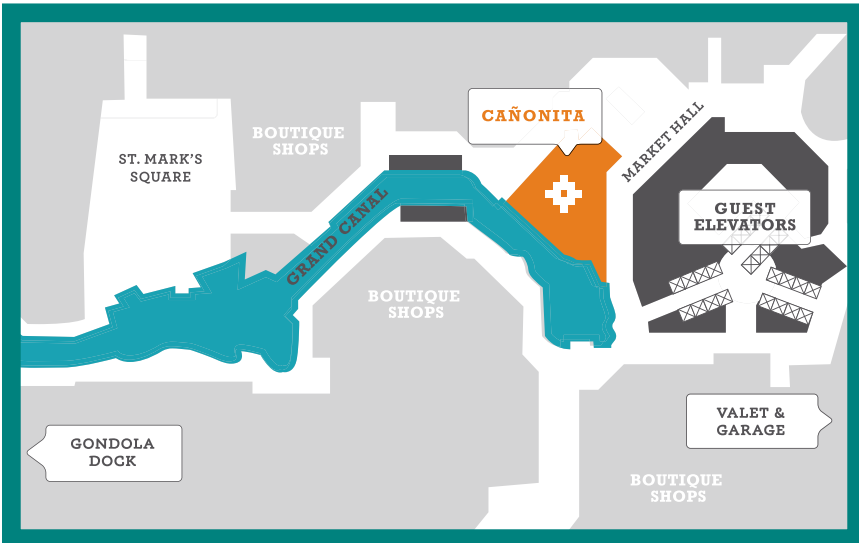 CAÑONITA
MARKET HALL
BOUTIQUE
SHOPS
ST. MARK'S
SQUARE
GUEST
ELEVATORS
GRAND CANAL
BOUTIQUE
SHOPS
VALET &
GARAGE
GONDOLA
DOCK
BOUTIQUE
SHOPS